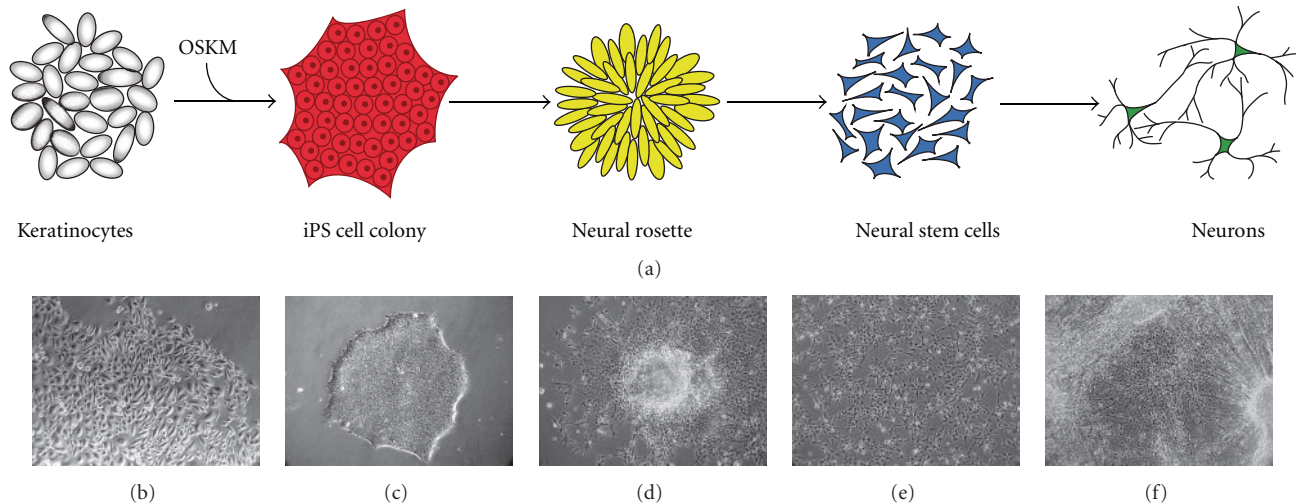 OSKM
Keratinocytes
iPS cell colony
Neural rosette
Neural stem cells
Neurons
(a)
(b)
(c)
(d)
(e)
(f)